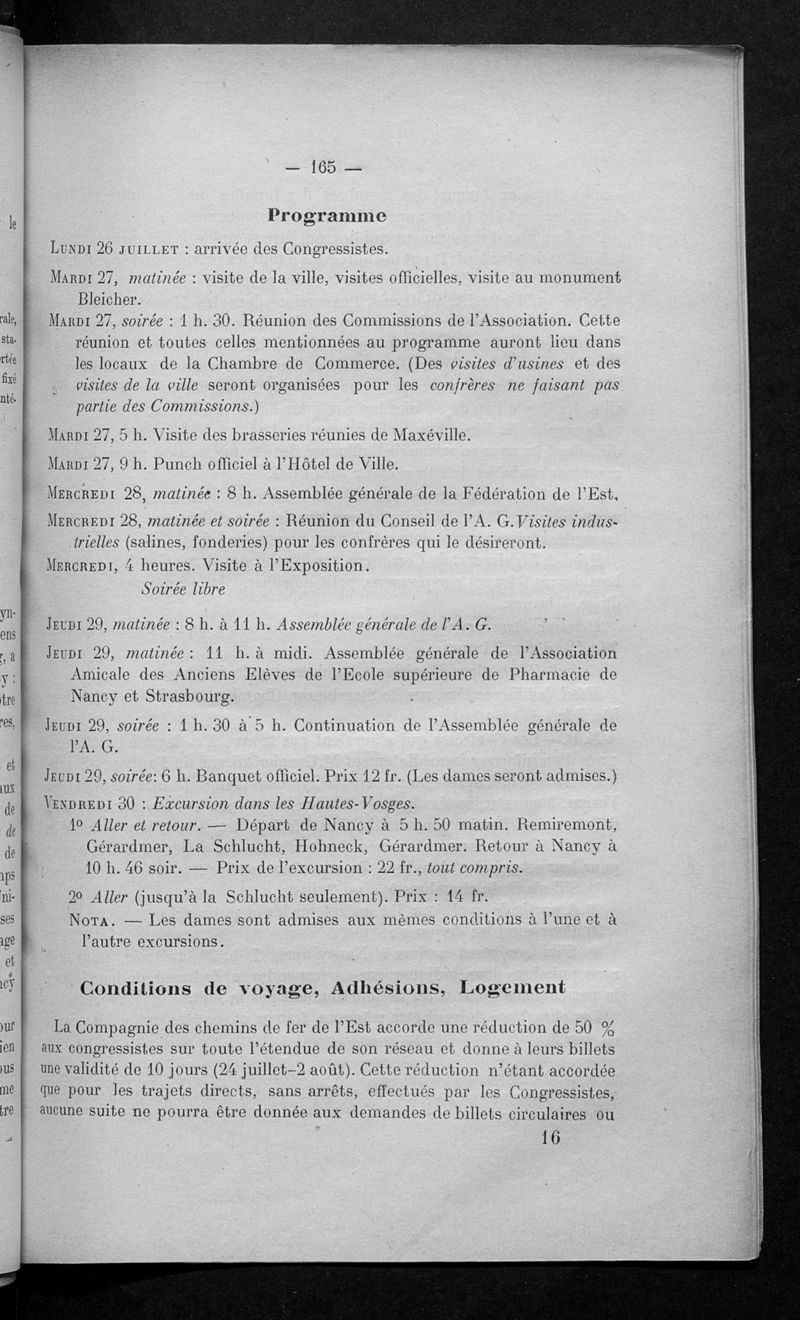 — 165 —
Programme
LUNDI 26 JUILLET : arrivée des Congressistes.
MARDI 27, matinée : visite de la ville, visites officielles, visite au monument
Bleicher.
MARDI 27, soirée : 1 h. 30. Réunion des Commissions de l'Association. Cette
réunion et toutes celles mentionnées au programme auront lieu dans
les locaux de la Chambre de Commerce. (Des visites d'usines et des
visites de la ville seront organisées pour les confrères ne faisant pas
partie des Commissions.)
MARDI 27, 5 h. Visite des brasseries réunies de Maxéville.
MARDI 27, 9 h. Punch officiel à l'Hôtel de Ville.
MERCREDI 28, matinée : 8 h. Assemblée générale de la Fédération de l'Est,
MERCREDI 28, matinée et soirée : Réunion du Conseil de l'A. G. Visites indus-
trielles (salines, fonderies) pour les confrères qui le désireront.
MERCREDI, 4 heures. Visite à l'Exposition.
Soirée libre
JEUDI 29, matinée : 8 h. à 11 h. Assemblée générale de l'A. G.
JEUDI 29, matinée : 11 h. à midi. Assemblée générale de l'Association
Amicale des Anciens Elèves de l'Ecole supérieure de Pharmacie de
Nancy et Strasbourg.
JEUDI 29, soirée : 1 h. 30 à 5 h. Continuation de l'Assemblée générale de
l'A. G.
JEUDI 29, soirée: 6 h. Banquet officiel. Prix 12 fr. (Les dames seront admises.)
VENDREDI 30 : Excursion dans les Hautes-Vosges.
1º Aller et retour. — Départ de Nancy à 5 h. 50 matin. Remiremont,
Gérardmer, La Schlucht, Hohneck, Gérardmer. Retour à Nancy à
10 h. 46 soir. — Prix de l'excursion : 22 fr., tout compris.
2º Aller (jusqu'à la Schlucht seulement). Prix : 14 fr.
NOTA. — Les dames sont admises aux mêmes conditions à l'une et à
l'autre excursions.
Conditions de voyage, Adhésions, Logement
La Compagnie des chemins de fer de l'Est accorde une réduction de 50 %
aux congressistes sur toute l'étendue de son réseau et donne à leurs billets
une validité de 10 jours (24 juillet-2 août). Cette réduction n'étant accordée
que pour les trajets directs, sans arrêts, effectués par les Congressistes,
aucune suite ne pourra être donnée aux demandes de billets circulaires ou
16